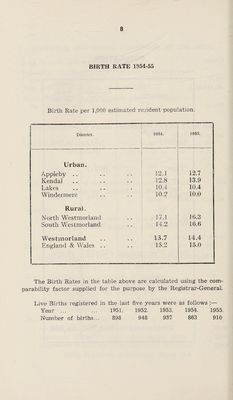 8
BIRTH RATE 1954-55
Birth Rate per 1,000 estimated resident population.
District. 1954. 1955.
Urban.
Appleby .. .. .. 12.1 12.7
Kendal .. .. .. 12.8 13.9
Lakes .. .. .. 10.4 10.4
Windermere .. .. 10.7 10.0
Rural.
North Westmorland .. 17.1 16.3
South Westmorland .. 14.2 16.6
Westmorland .. 13.7 14.4
England & Wales .. .. 15.2 15.0
The Birth Rates in the table above are calculated using the com-
parability factor supplied for the purpose by the Registrar-General.
Live Births registered in the last five years were as follows :—
Year ... ... 1951. 1952. 1953. 1954. 1955.
Number of births... 898 948 937 863 910